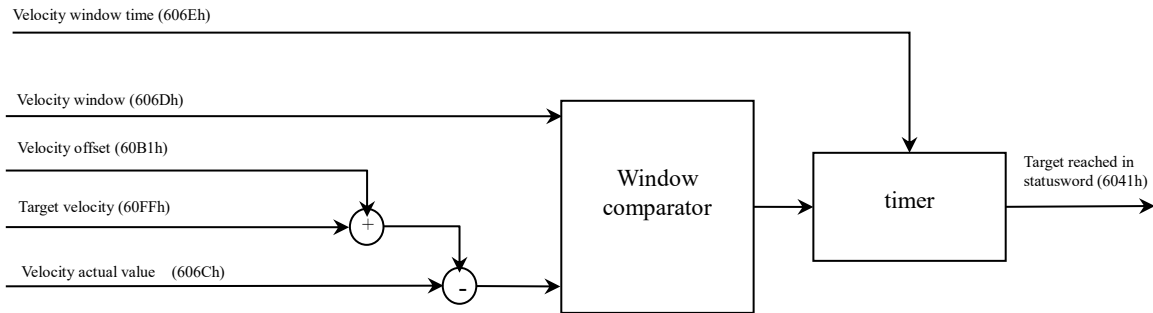 Velocity window time (606Eh)
Velocity window (606Dh)
Velocity offset (60B1h)
Target velocity (60FFh)
+
Velocity actual value (606Ch)
-
Window
comparator
timer
Target reached in
statusword (6041h)